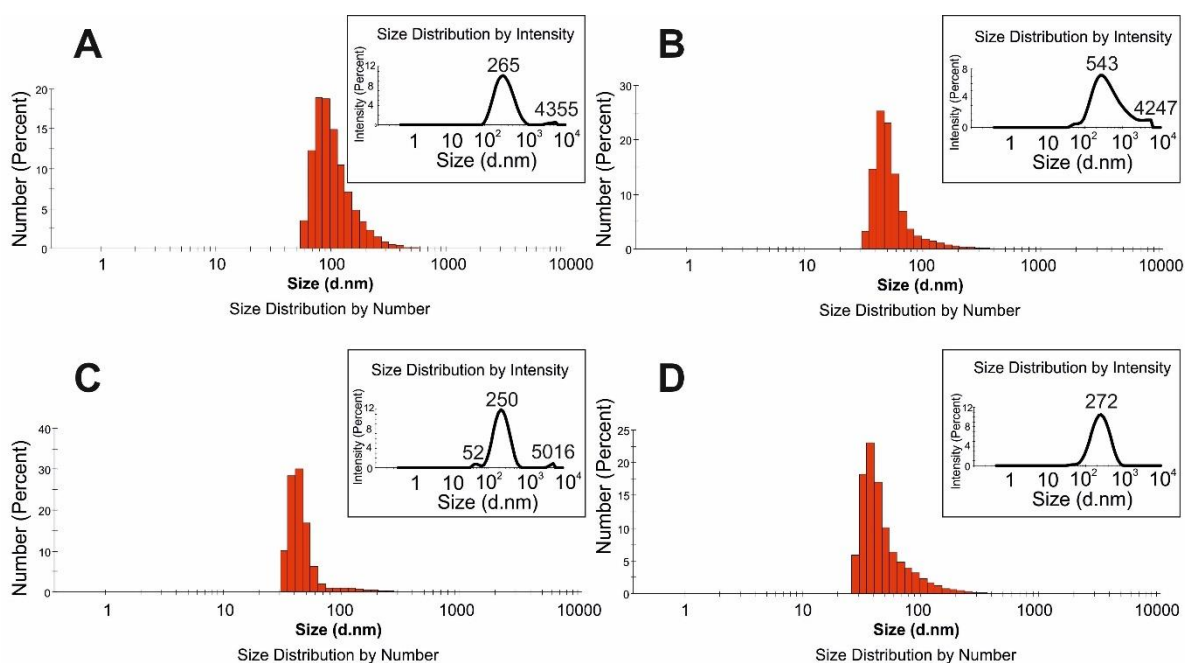 A
Size Distribution by Intensity
Intensity (Percent)
12
8
4
265
4355
1 10 10² 10³ 10⁴
Size (d.nm)
Number (Percent)
20
15
10
5
0
1 10 100 1000 10000
Size (d.nm)
Size Distribution by Number
B
Size Distribution by Intensity
Intensity (Percent)
8
4
0
543
4247
1 10 10² 10³ 10⁴
Size (d.nm)
Number (Percent)
30
20
10
0
1 10 100 1000 10000
Size (d.nm)
Size Distribution by Number
C
Size Distribution by Intensity
Intensity (Percent)
12
8
4
0
52
250
5016
1 10 10² 10³ 10⁴
Size (d.nm)
Number (Percent)
40
30
20
10
0
1 10 100 1000 10000
Size (d.nm)
Size Distribution by Number
D
Size Distribution by Intensity
Intensity (Percent)
12
8
4
0
272
1 10 10² 10³ 10⁴
Size (d.nm)
Number (Percent)
25
20
15
10
5
0
1 10 100 1000 10000
Size (d.nm)
Size Distribution by Number